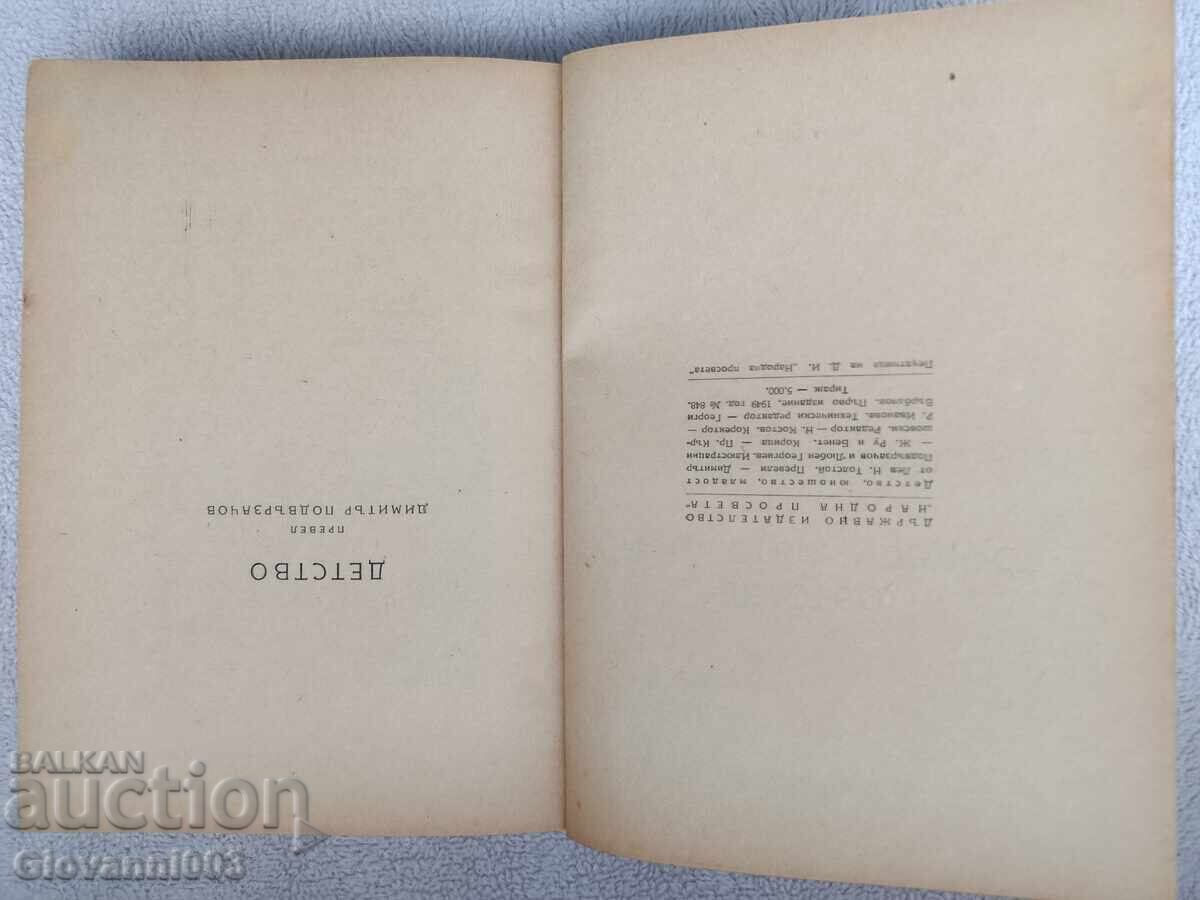 ДЪРЖАВНО ИЗДАТЕЛСТВО
„НАРОДНА ПРОСВЕТА“
Детство, юношество, младост
от Лев Н. Толстой. Превели — Димитър
Подвързачов и Любен Георгиев. Илюстрации
— Ж. Ру и Бенет. Корица — Пр. Кър-
шовски. Редактор — Н. Костов. Коректор —
Р. Иванова. Технически редактор — Георги
Върбанов. Първо издание. 1949 год. № 848.
Тираж — 5.000.
Печатница на Д. И. „Народна просвета“
ДЕТСТВО
ПРЕВЕЛ
ДИМИТЪР ПОДВЪРЗАЧОВ
BALKAN
auction
Giovanni003